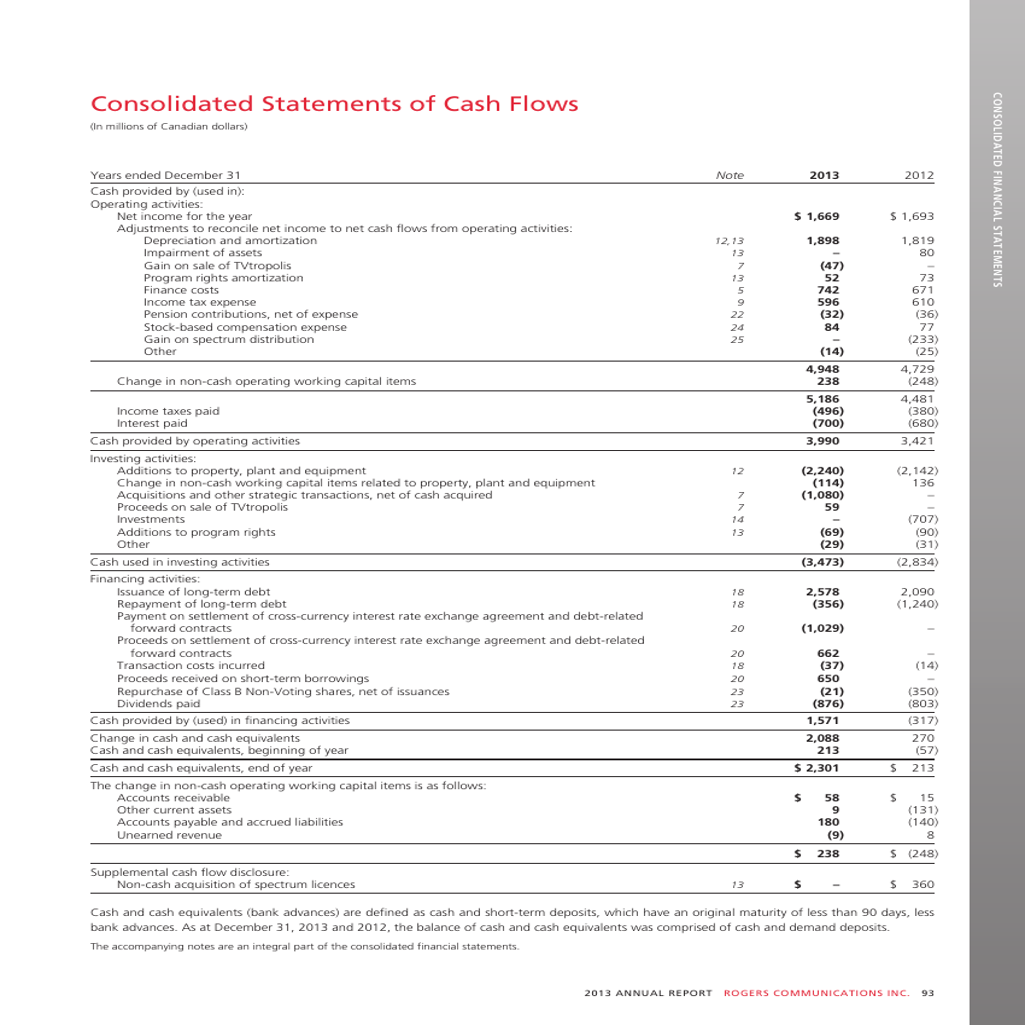 CONSOLIDATED FINANCIAL STATEMENTS
Consolidated Statements of Cash Flows
(In millions of Canadian dollars)
Years ended December 31 Note 2013 2012
Cash provided by (used in):
Operating activities:
Net income for the year $ 1,669 $ 1,693
Adjustments to reconcile net income to net cash flows from operating activities:
Depreciation and amortization 12,13 1,898 1,819
Impairment of assets 13 – 80
Gain on sale of TVtropolis 7 (47) –
Program rights amortization 13 52 73
Finance costs 5 742 671
Income tax expense 9 596 610
Pension contributions, net of expense 22 (32) (36)
Stock-based compensation expense 24 84 77
Gain on spectrum distribution 25 – (233)
Other (14) (25)
4,948 4,729
Change in non-cash operating working capital items 238 (248)
5,186 4,481
Income taxes paid (496) (380)
Interest paid (700) (680)
Cash provided by operating activities 3,990 3,421
Investing activities:
Additions to property, plant and equipment 12 (2,240) (2,142)
Change in non-cash working capital items related to property, plant and equipment (114) 136
Acquisitions and other strategic transactions, net of cash acquired 7 (1,080) –
Proceeds on sale of TVtropolis 7 59 –
Investments 14 – (707)
Additions to program rights 13 (69) (90)
Other (29) (31)
Cash used in investing activities (3,473) (2,834)
Financing activities:
Issuance of long-term debt 18 2,578 2,090
Repayment of long-term debt 18 (356) (1,240)
Payment on settlement of cross-currency interest rate exchange agreement and debt-related
forward contracts 20 (1,029) –
Proceeds on settlement of cross-currency interest rate exchange agreement and debt-related
forward contracts 20 662 –
Transaction costs incurred 18 (37) (14)
Proceeds received on short-term borrowings 20 650 –
Repurchase of Class B Non-Voting shares, net of issuances 23 (21) (350)
Dividends paid 23 (876) (803)
Cash provided by (used) in financing activities 1,571 (317)
Change in cash and cash equivalents 2,088 270
Cash and cash equivalents, beginning of year 213 (57)
Cash and cash equivalents, end of year $ 2,301 $ 213
The change in non-cash operating working capital items is as follows:
Accounts receivable $ 58 $ 15
Other current assets 9 (131)
Accounts payable and accrued liabilities 180 (140)
Unearned revenue (9) 8
$ 238 $ (248)
Supplemental cash flow disclosure:
Non-cash acquisition of spectrum licences 13 $ – $ 360
Cash and cash equivalents (bank advances) are defined as cash and short-term deposits, which have an original maturity of less than 90 days, less
bank advances. As at December 31, 2013 and 2012, the balance of cash and cash equivalents was comprised of cash and demand deposits.
The accompanying notes are an integral part of the consolidated financial statements.
2013 ANNUAL REPORT ROGERS COMMUNICATIONS INC. 93